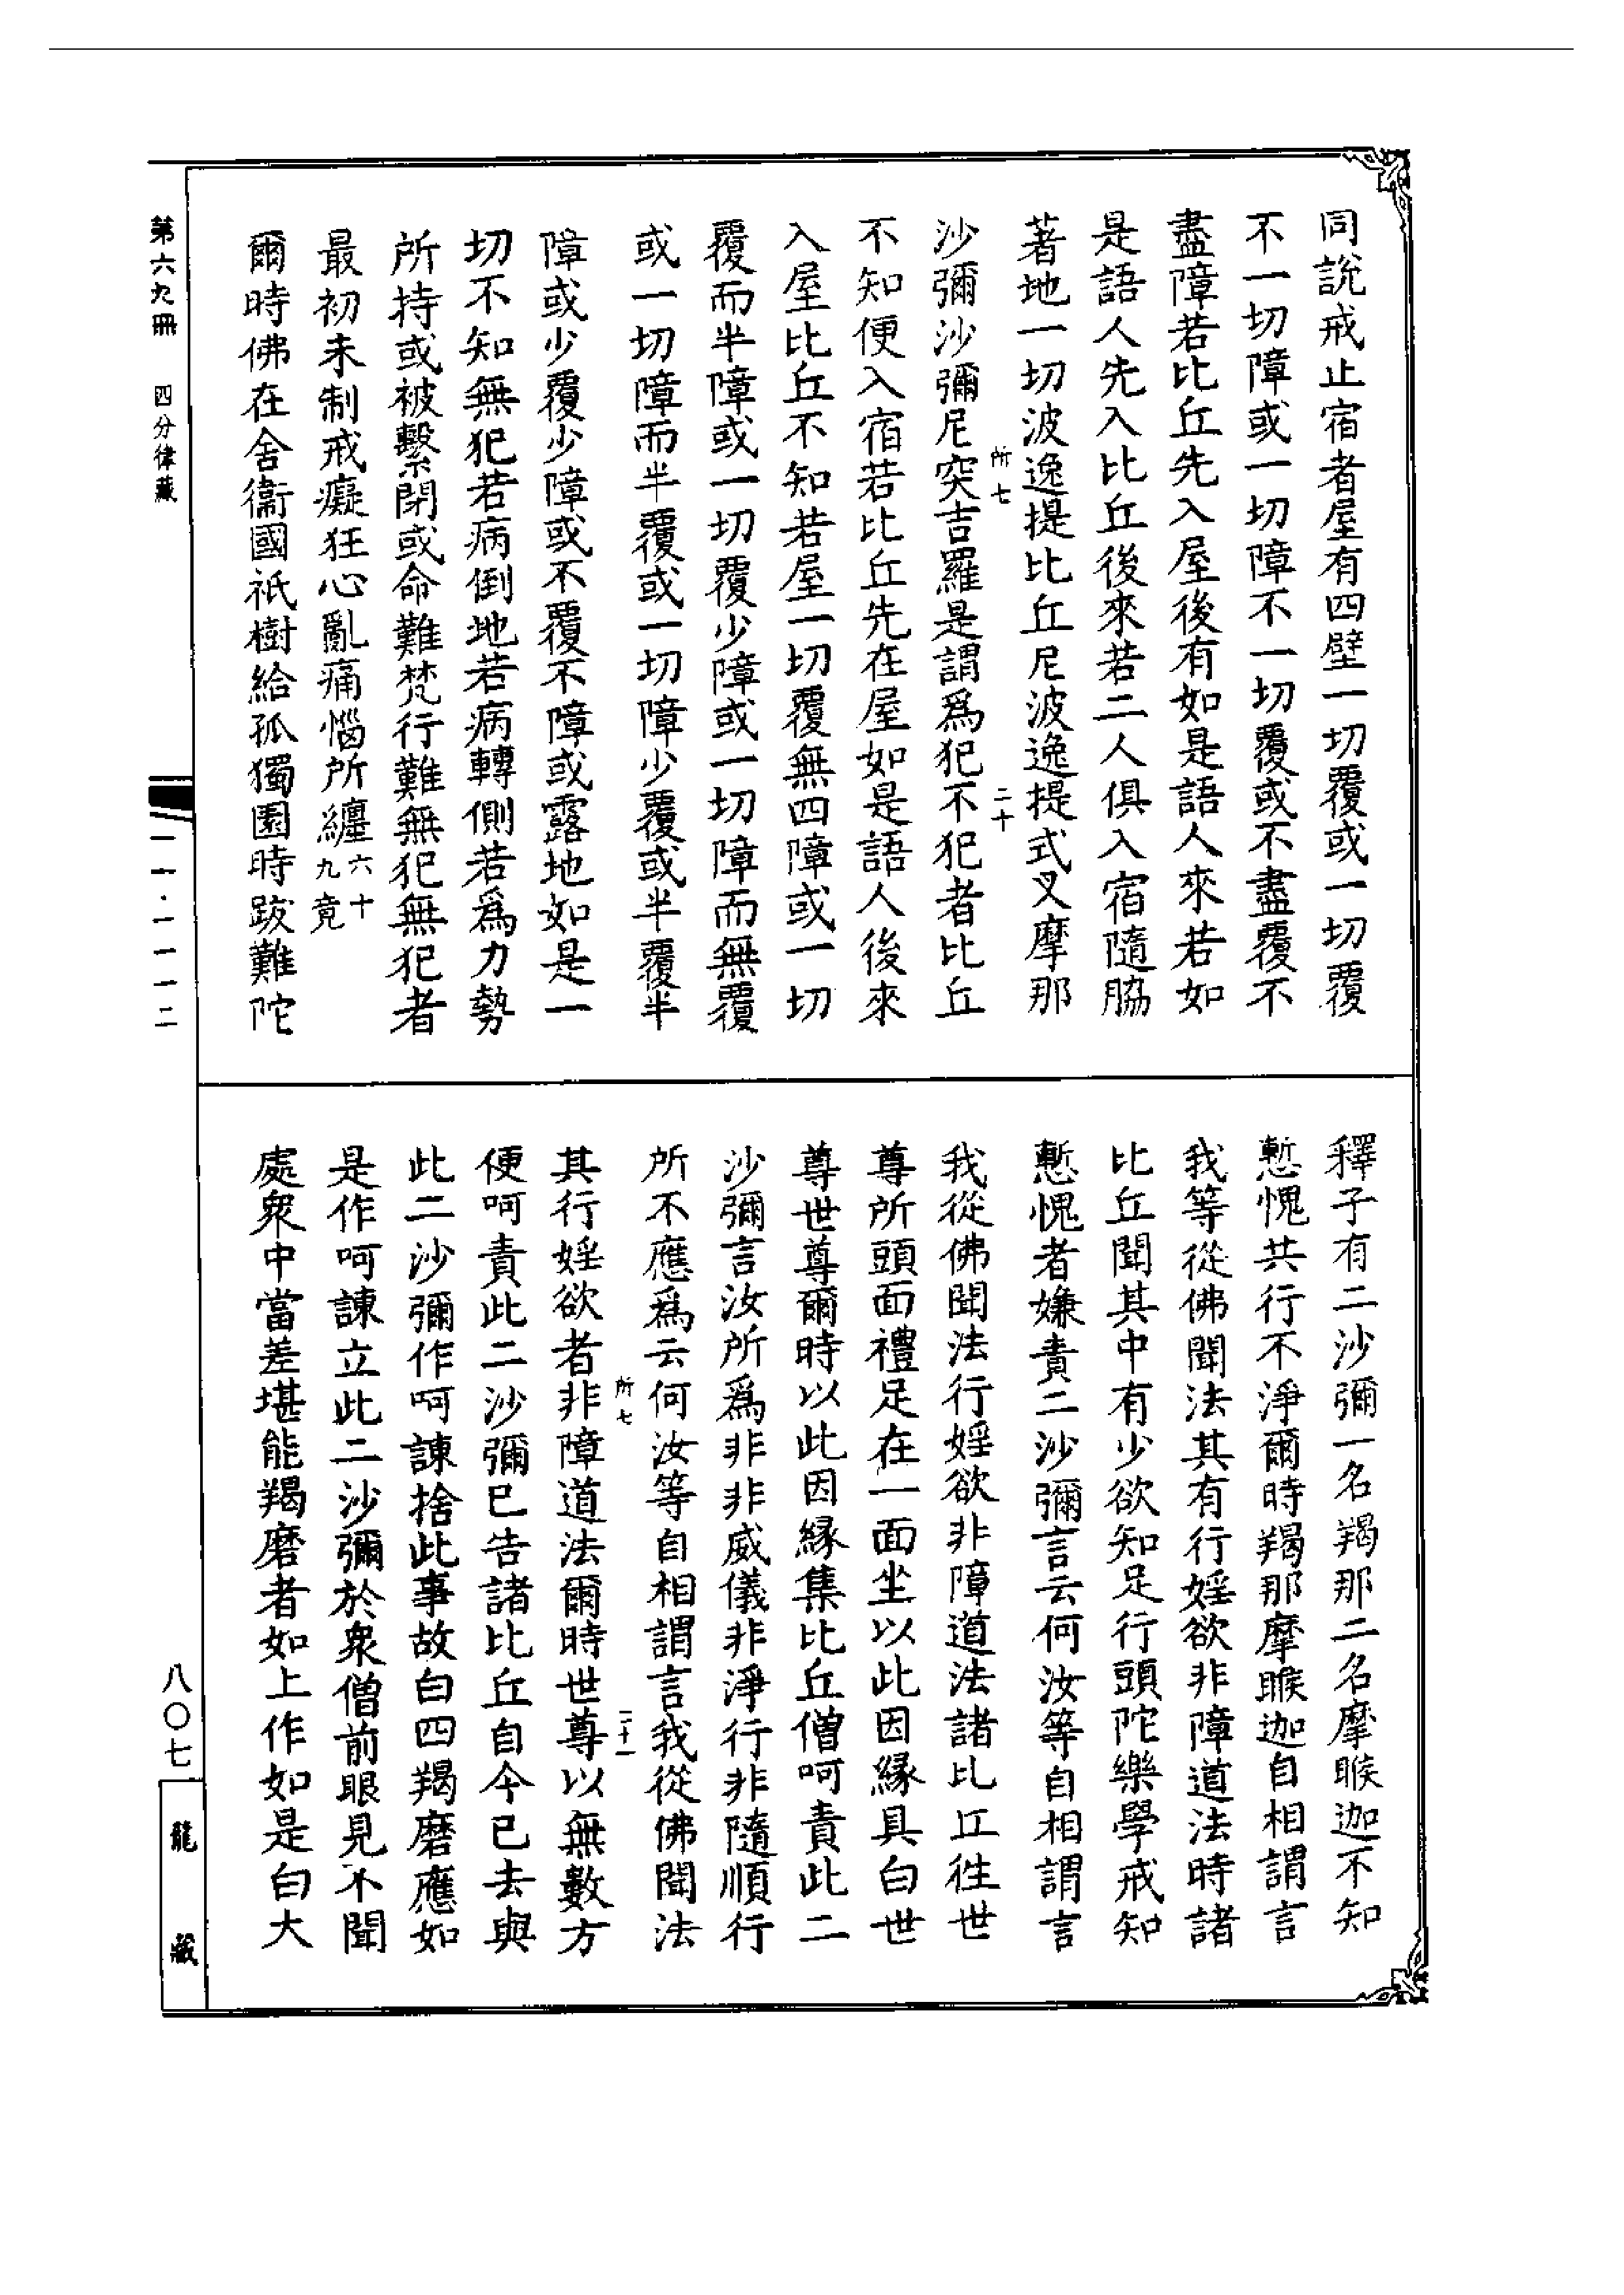 同說戒止宿者屋有四壁一切覆或一切覆
不一切障或一切障不一切覆或不盡覆不
盡障若比丘先入屋後有如是語人來若如
是語人先入比丘後來若二人俱入宿隨脇
著地一切波逸提比丘尼波逸提式叉摩那
所七 二十
沙彌沙彌尼突吉羅是謂爲犯不犯者比丘
不知便入宿若比丘先在屋如是語人後來
入屋比丘不知若屋一切覆無四障或一切
覆而半障或一切覆少障或一切障而無覆
或一切障而半覆或一切障少覆或半覆半
障或少覆少障或不覆不障或露地如是一
切不知無犯若病倒地若病轉側若爲力勢
所持或被繫閉或命難梵行難無犯無犯者
最初未制戒癡狂心亂痛惱所纏六十九竟
爾時佛在舍衞國祇樹給孤獨園時跋難陀
釋子有二沙彌一名羯那二名摩睺迦不知
慙愧共行不淨爾時羯那摩睺迦自相謂言
我等從佛聞法其有行婬欲非障道法時諸
比丘聞其中有少欲知足行頭陀樂學戒知
慙愧者嫌責二沙彌言云何汝等自相謂言
我從佛聞法行婬欲非障道法諸比丘往世
尊所頭面禮足在一面坐以此因緣具白世
尊世尊爾時以此因緣集比丘僧呵責此二
沙彌言汝所爲非非威儀非淨行非隨順行
所不應爲云何汝等自相謂言我從佛聞法
所七 二十一
其行婬欲者非障道法爾時世尊以無數方
便呵責此二沙彌已告諸比丘自今已去與
此二沙彌作呵諫捨此事故白四羯磨應如
是作呵諫立此二沙彌於衆僧前眼見不聞
處衆中當差堪能羯磨者如上作如是白大
第六九冊 四分律藏
一一·一一一二
八〇七
龍藏